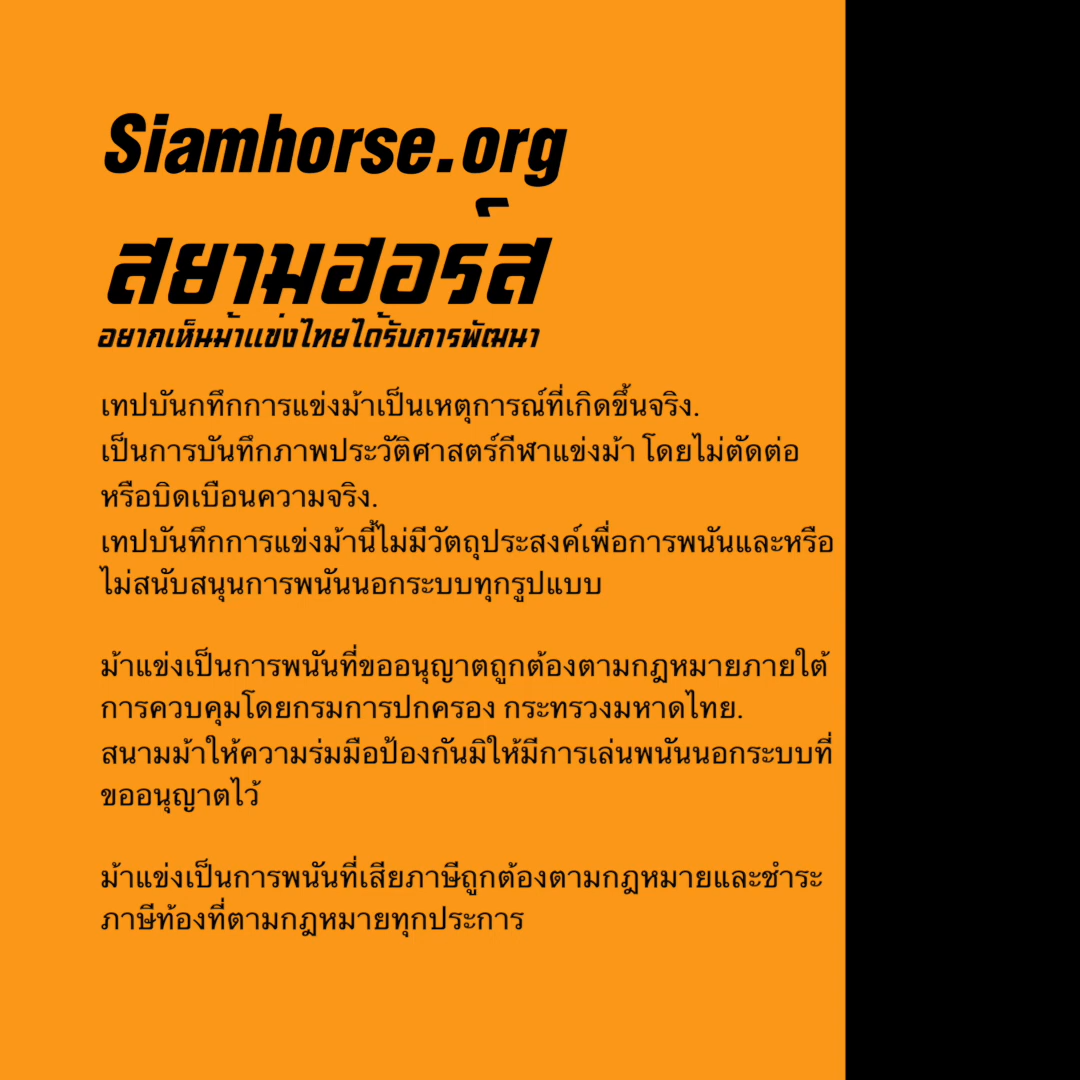 Siamhorse.org
สยามฮอร์ส
อยากเห็นม้าแข่งไทยได้รับการพัฒนา
เทปบันกทึกการแข่งม้าเป็นเหตุการณ์ที่เกิดขึ้นจริง.
เป็นการบันทึกภาพประวัติศาสตร์กีฬาแข่งม้า โดยไม่ตัดต่อ
หรือบิดเบือนความจริง.
เทปบันทึกการแข่งม้านี้ไม่มีวัตถุประสงค์เพื่อการพนันและหรือ
ไม่สนับสนุนการพนันนอกระบบทุกรูปแบบ
ม้าแข่งเป็นการพนันที่ขออนุญาตถูกต้องตามกฎหมายภายใต้
การควบคุมโดยกรมการปกครอง กระทรวงมหาดไทย.
สนามม้าให้ความร่มมือป้องกันมิให้มีการเล่นพนันนอกระบบที่
ขออนุญาตไว้
ม้าแข่งเป็นการพนันที่เสียภาษีถูกต้องตามกฎหมายและชำระ
ภาษีท้องที่ตามกฎหมายทุกประการ